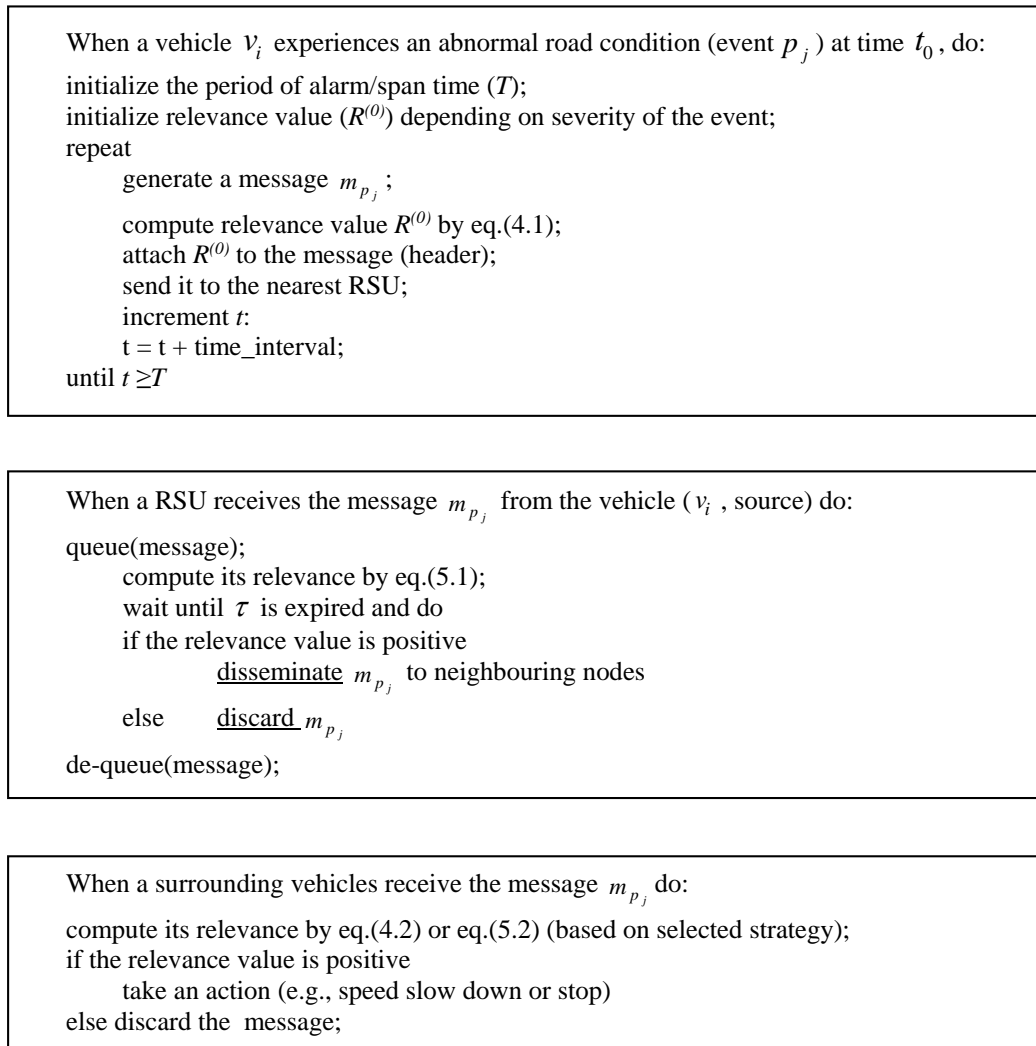 When a vehicle v_i experiences an abnormal road condition (event p_j ) at time t_0 , do:
initialize the period of alarm/span time (T);
initialize relevance value (R^(0)) depending on severity of the event;
repeat
generate a message m_{p_j} ;
compute relevance value R^(0) by eq.(4.1);
attach R^(0) to the message (header);
send it to the nearest RSU;
increment t:
t = t + time_interval;
until t ≥T
When a RSU receives the message m_{p_j} from the vehicle ( v_i , source) do:
queue(message);
compute its relevance by eq.(5.1);
wait until τ is expired and do
if the relevance value is positive
disseminate m_{p_j} to neighbouring nodes
else discard m_{p_j}
de-queue(message);
When a surrounding vehicles receive the message m_{p_j} do:
compute its relevance by eq.(4.2) or eq.(5.2) (based on selected strategy);
if the relevance value is positive
take an action (e.g., speed slow down or stop)
else discard the message;